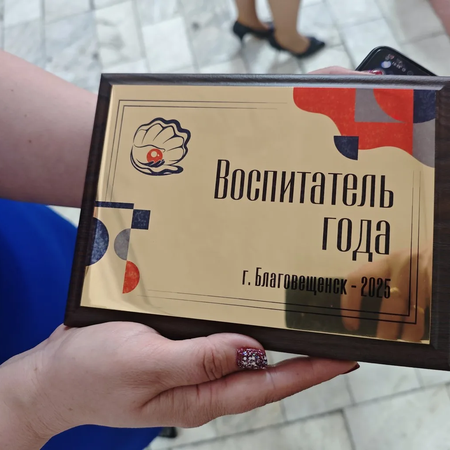 Воспитатель
года
г. Благовещенск - 2025